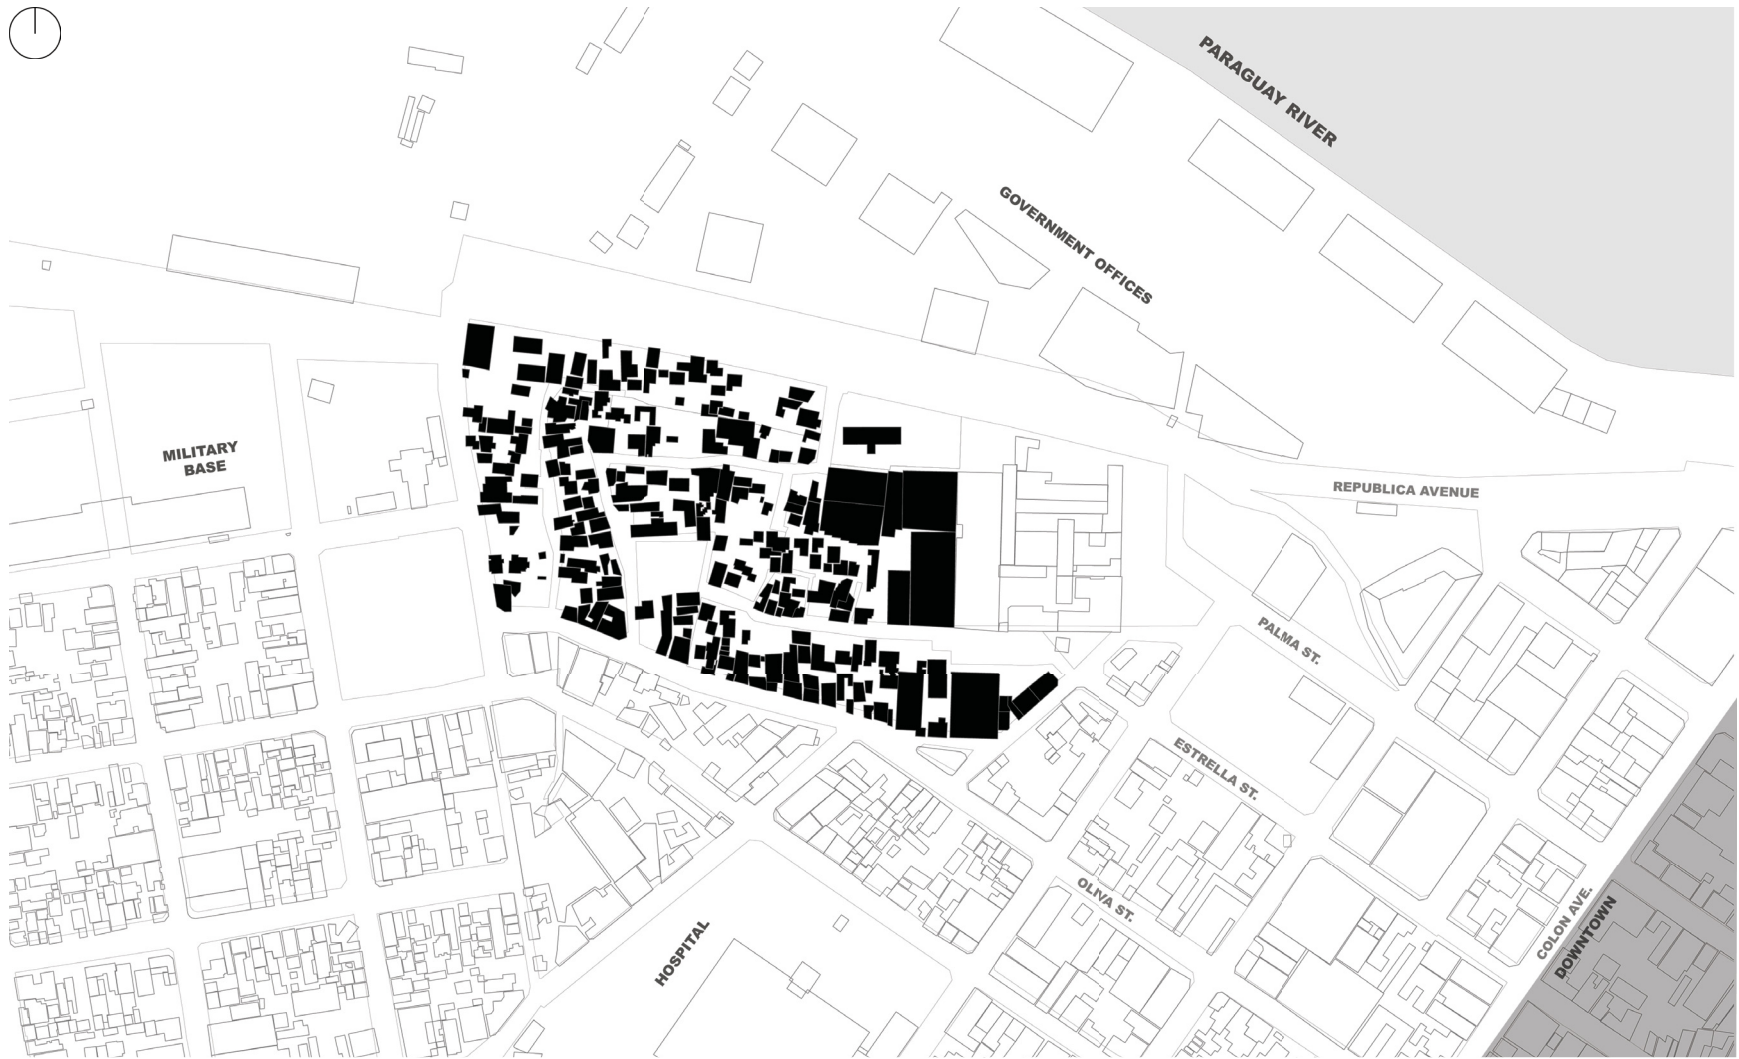 PARAGUAY RIVER
GOVERNMENT OFFICES
MILITARY
BASE
REPUBLICA AVENUE
PALMA ST.
ESTRELLA ST.
OLIVA ST.
COLON AVE.
DOWNTOWN
HOSPITAL